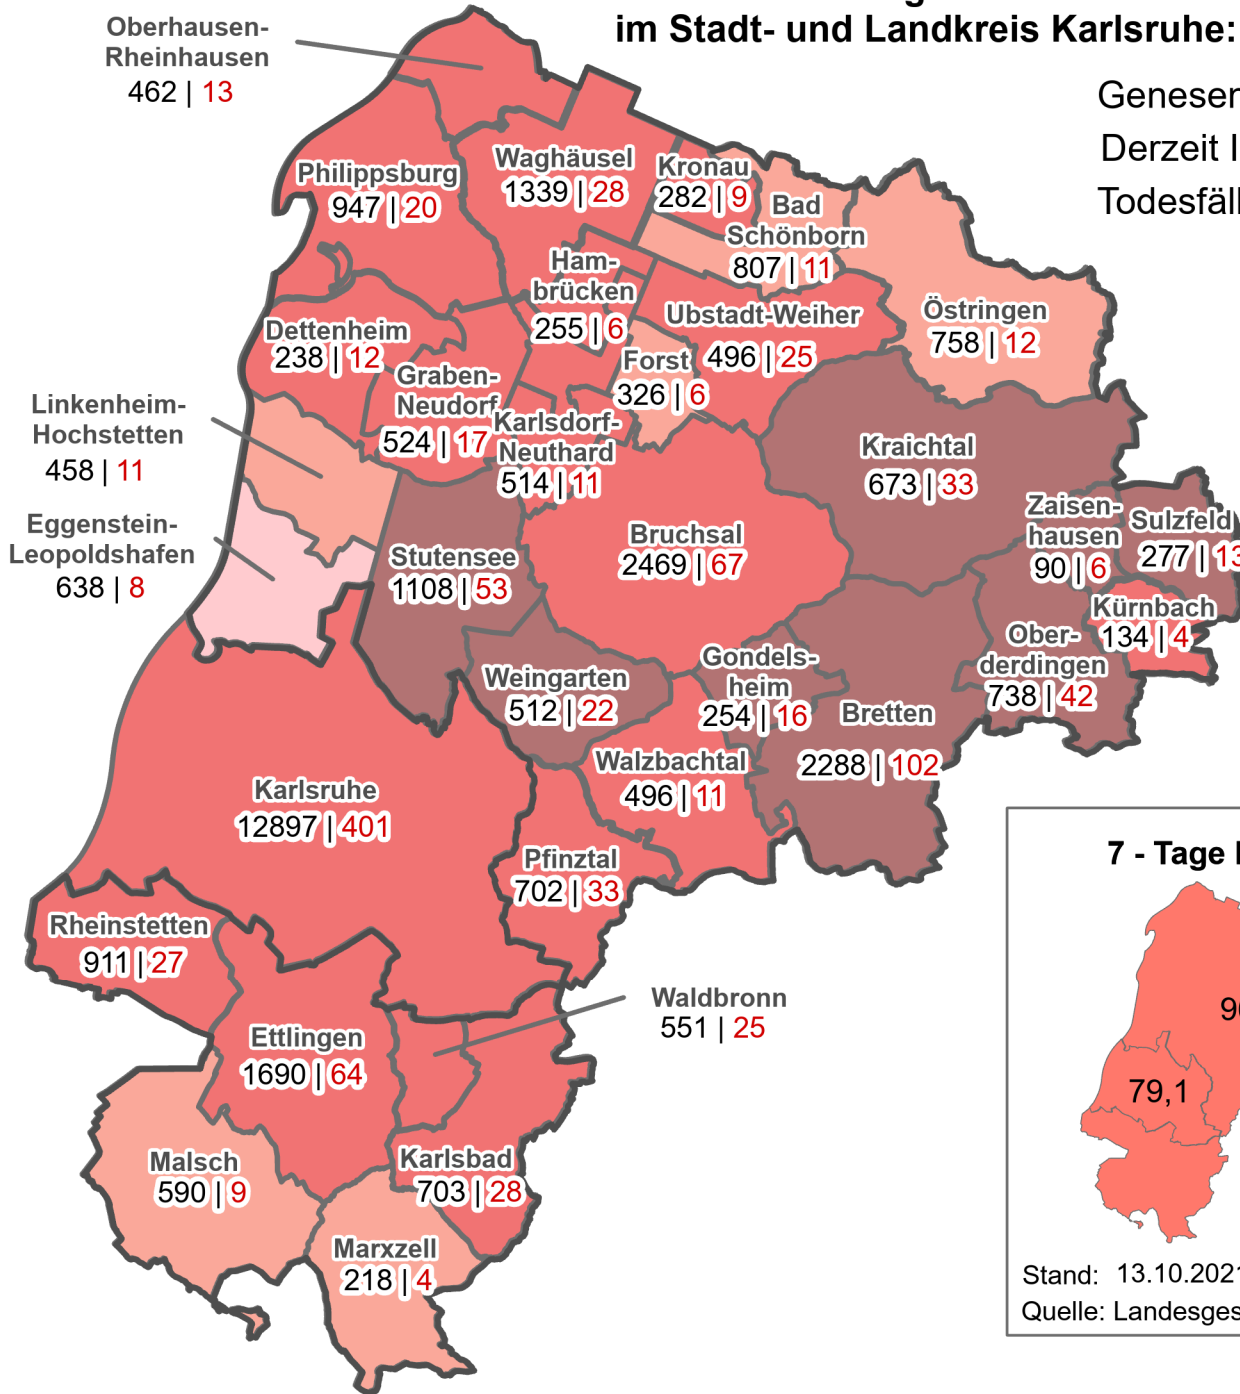 im Stadt- und Landkreis Karlsruhe:
Oberhausen-
Rheinhausen
462 | 13
Derzeit
Philippsburg
947 | 20
Waghäusel
1339 | 28
Kronau
282 | 9
Bad
Schönborn
807 | 11
Ham-
brücken
255 | 6
Ubstadt-Weiher
496 | 25
Östringen
758 | 12
Dettenheim
238 | 12
Forst
326 | 6
Graben-
Neudorf
524 | 17
Linkenheim-
Hochstetten
458 | 11
Karlsdorf-
Neuthard
514 | 11
Kraichtal
673 | 33
Eggenstein-
Leopoldshafen
638 | 8
Stutensee
1108 | 53
Bruchsal
2469 | 67
Zaisen-
hausen
90 | 6
Sulzfeld
277 | 13
Kürnbach
134 | 4
Ober-
derdingen
738 | 42
Weingarten
512 | 22
Gondels-
heim
254 | 16
Bretten
2288 | 102
Walzbachtal
496 | 11
Karlsruhe
12897 | 401
Pfinztal
702 | 33
Rheinstetten
911 | 27
Waldbronn
551 | 25
Ettlingen
1690 | 64
Malsch
590 | 9
Karlsbad
703 | 28
Marxzell
218 | 4
7 - Tage
79,1
Stand: 13.10.2021
Quelle: